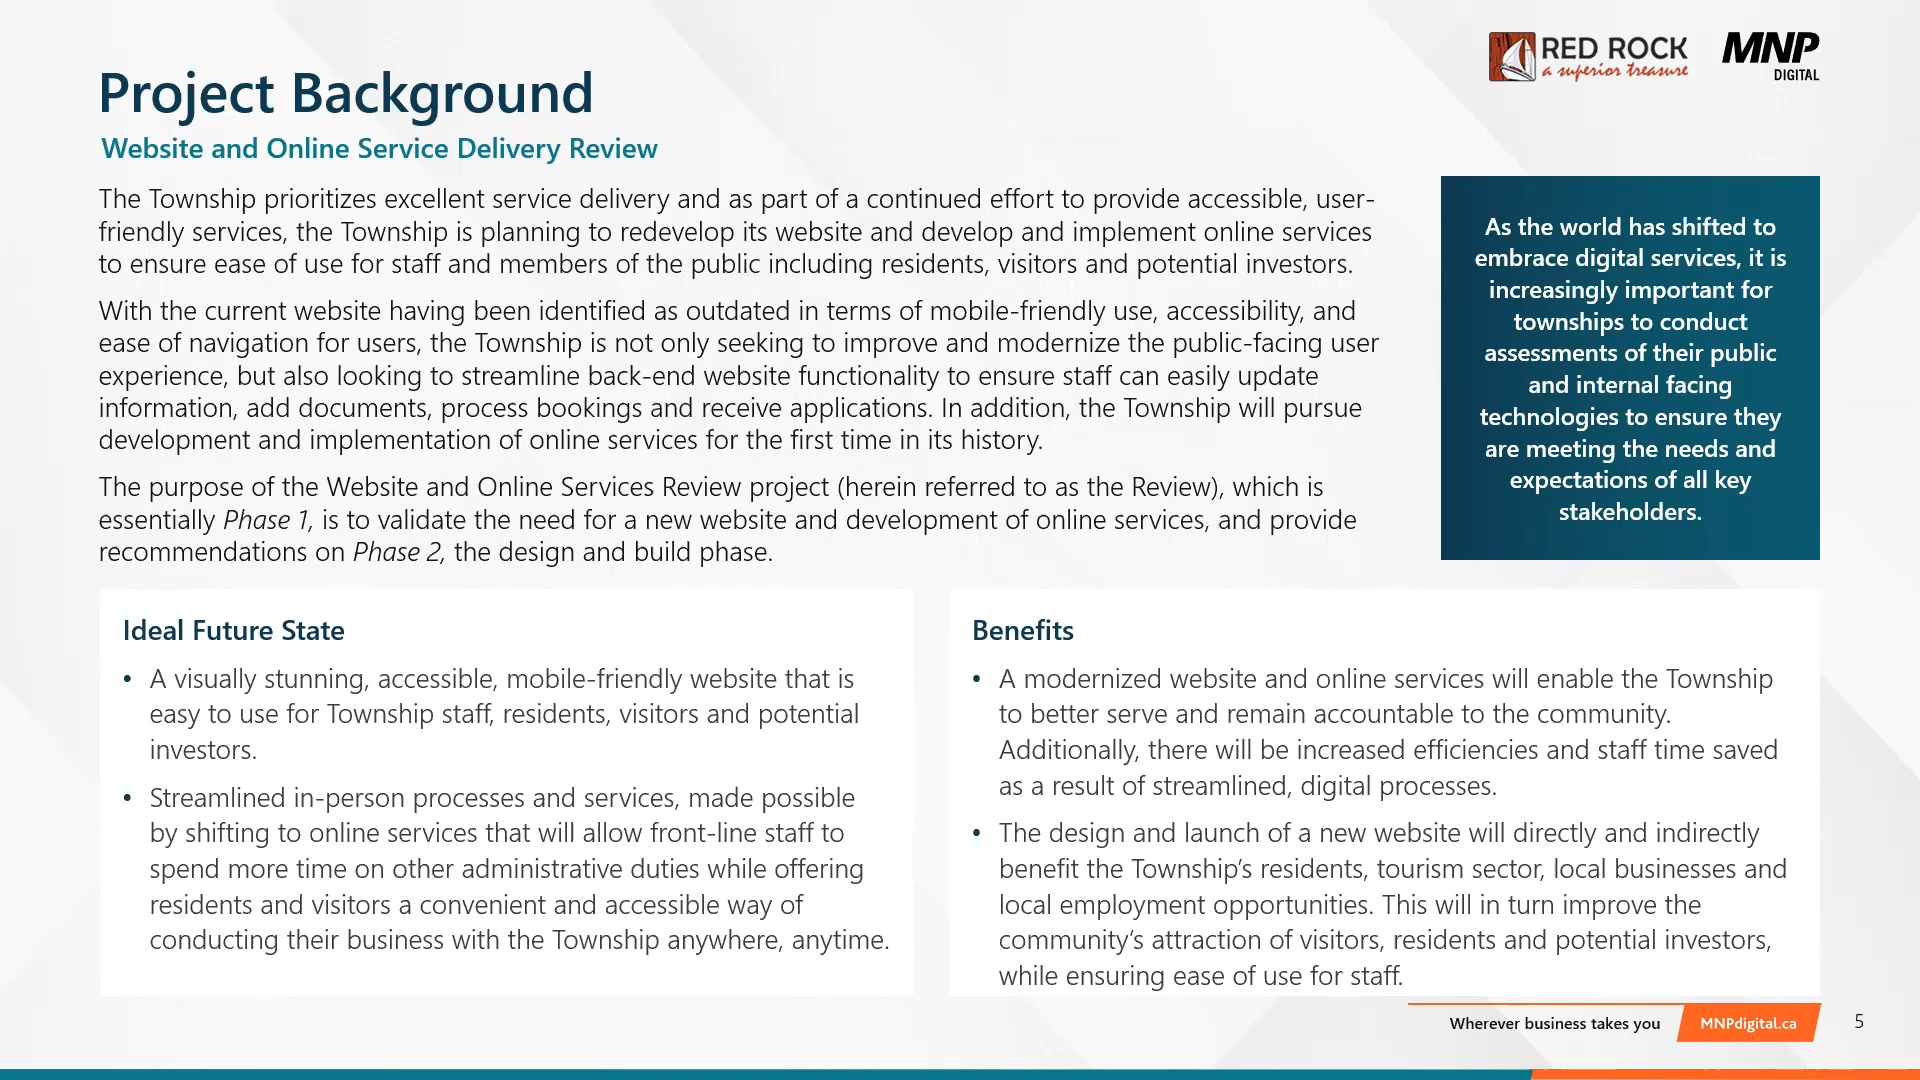 RED ROCK
a superior treasure
MNP
DIGITAL
Project Background
Website and Online Service Delivery Review
The Township prioritizes excellent service delivery and as part of a continued effort to provide accessible, user-
friendly services, the Township is planning to redevelop its website and develop and implement online services
to ensure ease of use for staff and members of the public including residents, visitors and potential investors.
With the current website having been identified as outdated in terms of mobile-friendly use, accessibility, and
ease of navigation for users, the Township is not only seeking to improve and modernize the public-facing user
experience, but also looking to streamline back-end website functionality to ensure staff can easily update
information, add documents, process bookings and receive applications. In addition, the Township will pursue
development and implementation of online services for the first time in its history.
The purpose of the Website and Online Services Review project (herein referred to as the Review), which is
essentially Phase 1, is to validate the need for a new website and development of online services, and provide
recommendations on Phase 2, the design and build phase.
As the world has shifted to
embrace digital services, it is
increasingly important for
townships to conduct
assessments of their public
and internal facing
technologies to ensure they
are meeting the needs and
expectations of all key
stakeholders.
Ideal Future State
• A visually stunning, accessible, mobile-friendly website that is
easy to use for Township staff, residents, visitors and potential
investors.
• Streamlined in-person processes and services, made possible
by shifting to online services that will allow front-line staff to
spend more time on other administrative duties while offering
residents and visitors a convenient and accessible way of
conducting their business with the Township anywhere, anytime.
Benefits
• A modernized website and online services will enable the Township
to better serve and remain accountable to the community.
Additionally, there will be increased efficiencies and staff time saved
as a result of streamlined, digital processes.
• The design and launch of a new website will directly and indirectly
benefit the Township’s residents, tourism sector, local businesses and
local employment opportunities. This will in turn improve the
community’s attraction of visitors, residents and potential investors,
while ensuring ease of use for staff.
Wherever business takes you
MNPdigital.ca
5